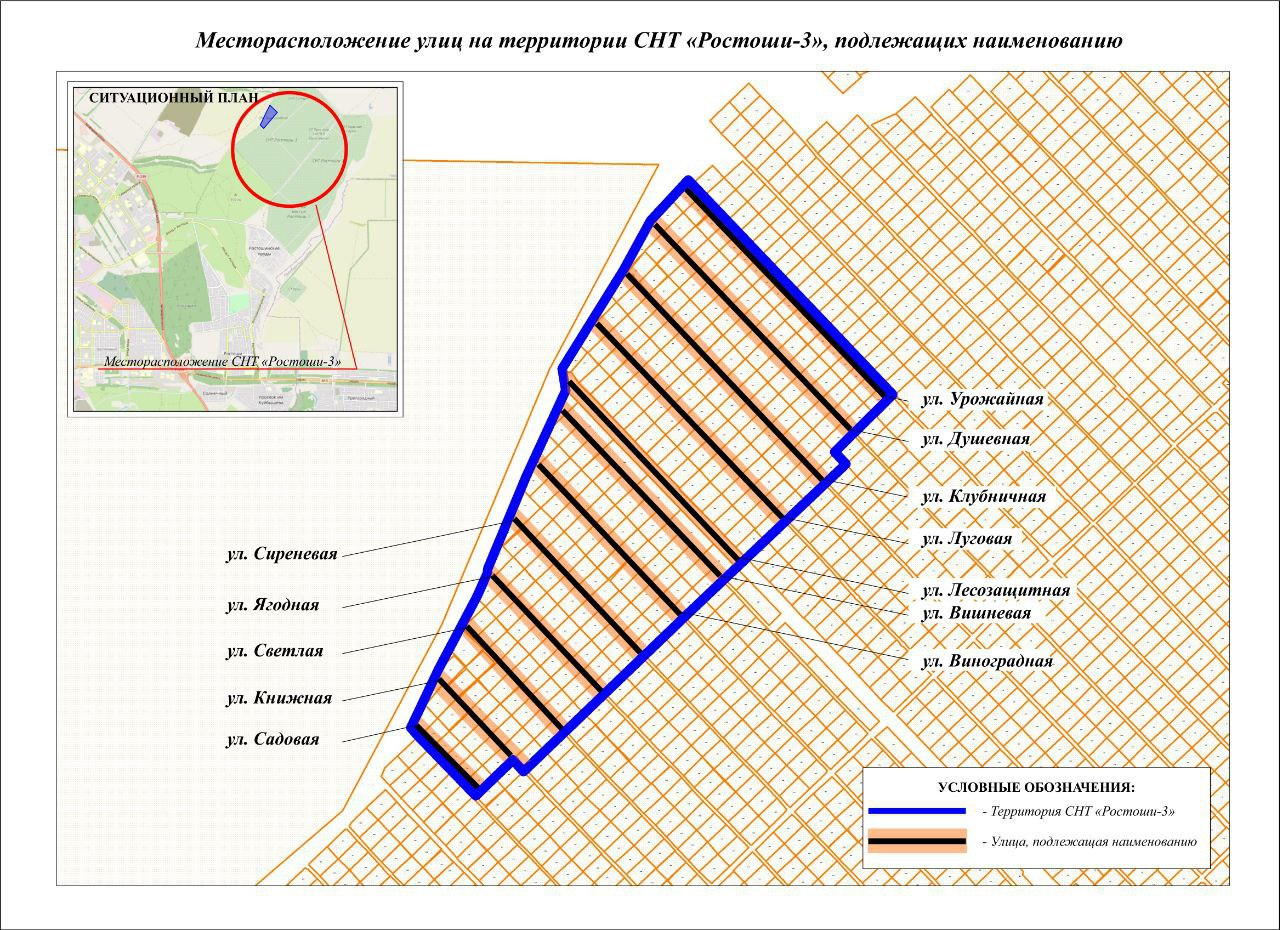 Месторасположение улиц на территории СНТ «Ростоши-3», подлежащих наименованию
СИТУАЦИОННЫЙ ПЛАН
Месторасположение СНТ «Ростоши-3»
ул. Урожайная
ул. Душевная
ул. Клубничная
ул. Луговая
ул. Лесозащитная
ул. Вишневая
ул. Виноградная
ул. Сиреневая
ул. Ягодная
ул. Светлая
ул. Книжная
ул. Садовая
УСЛОВНЫЕ ОБОЗНАЧЕНИЯ:
- Территория СНТ «Ростоши-3»
- Улица, подлежащая наименованию